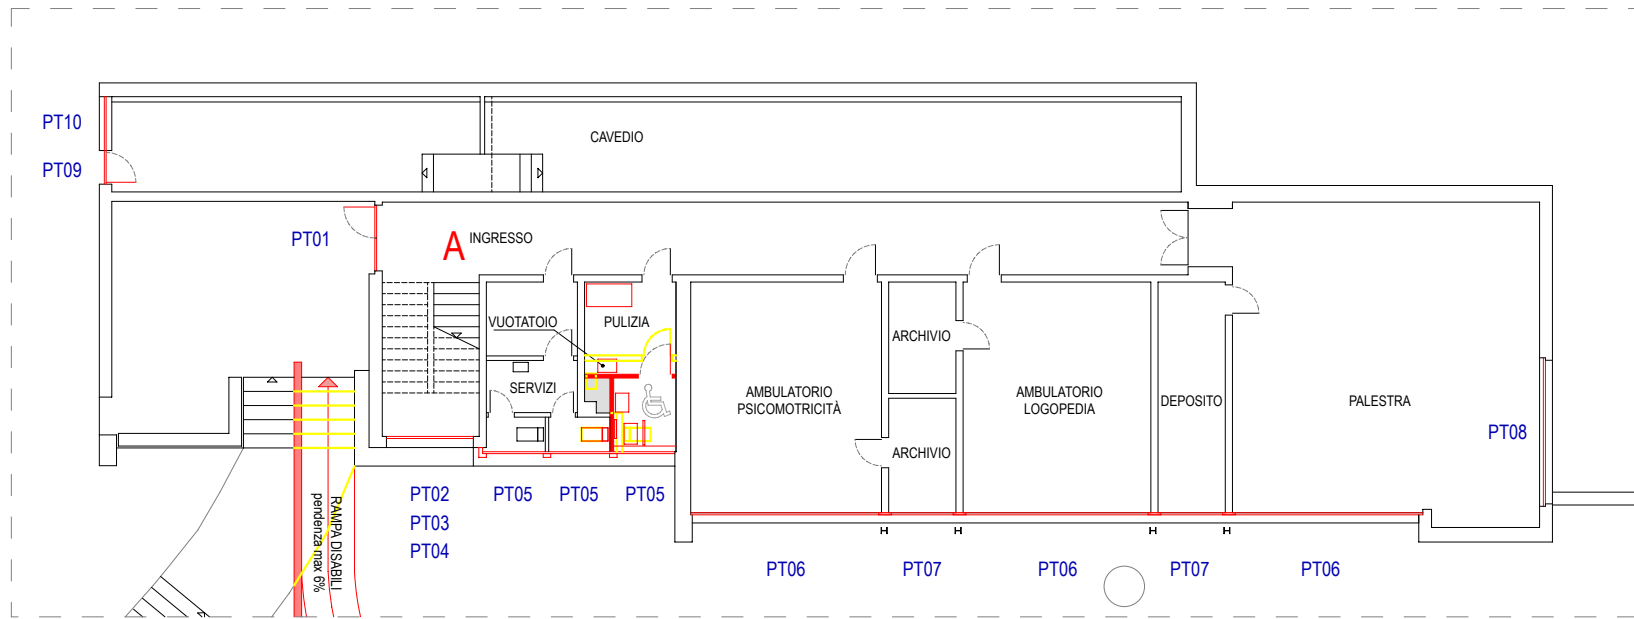 PT10
CAVEDIO
PT09
PT01
A
INGRESSO
VUOTATOIO
PULIZIA
ARCHIVIO
SERVIZI
AMBULATORIO
PSICOMOTRICITÀ
AMBULATORIO
LOGOPEDIA
DEPOSITO
PALESTRA
PT08
ARCHIVIO
RAMPA DISABILI
pendenza max 6%
PT02
PT03
PT04
PT05
PT05
PT05
PT06
PT07
PT06
PT07
PT06
H
H
H
H